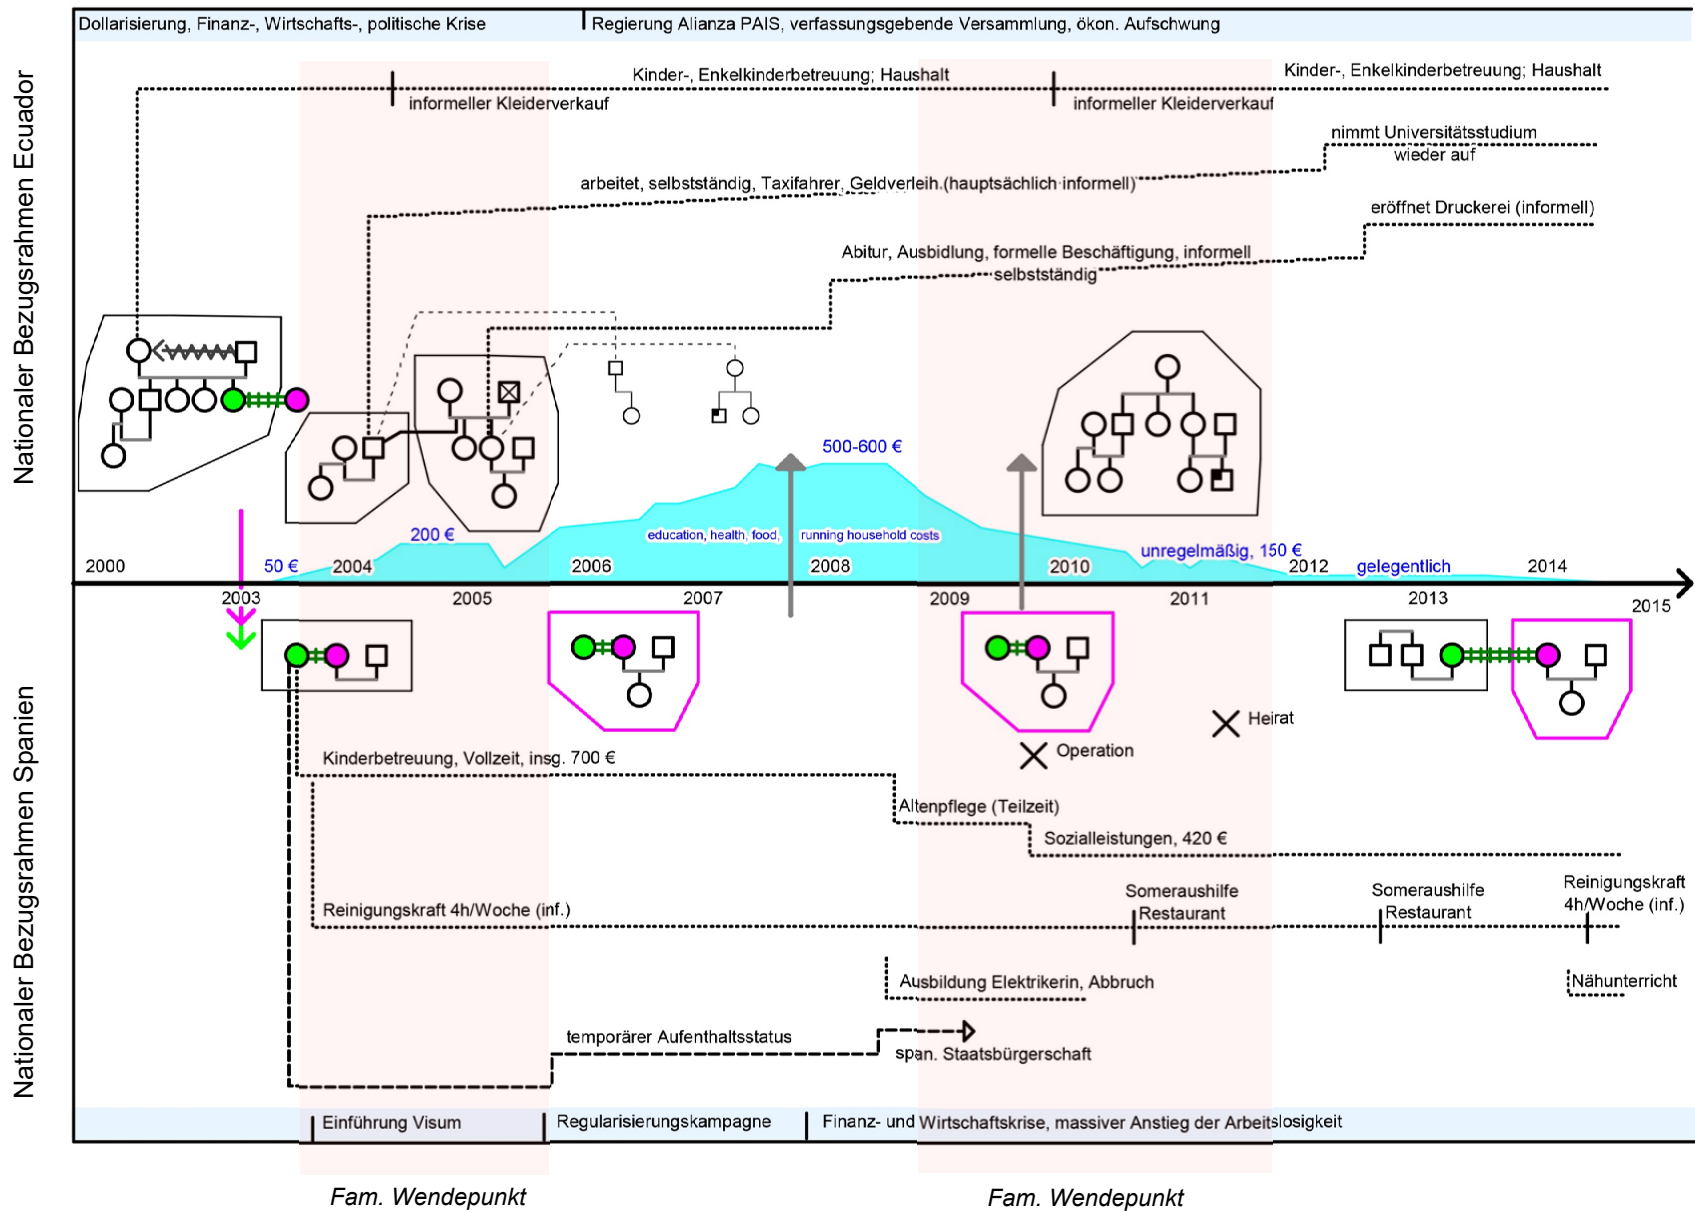 Dollarisierung, Finanz-, Wirtschafts-, politische Krise
Regierung Alianza PAIS, verfassungsgebende Versammlung, ökon. Aufschwung
Nationaler Bezugsrahmen Ecuador
Kinder-, Enkelkinderbetreuung; Haushalt
Kinder-, Enkelkinderbetreuung; Haushalt
informeller Kleiderverkauf
informeller Kleiderverkauf
nimmt Universitätsstudium
wieder auf
arbeitet, selbstständig, Taxifahrer, Geldverleih (hauptsächlich informell)
eröffnet Druckerei (informell)
Abitur, Ausbidlung, formelle Beschäftigung, informell
selbstständig
500-600 €
200 €
education, health, food, running household costs
unregelmäßig, 150 €
50 €
gelegentlich
2000
2004
2006
2008
2010
2012
2014
2003
2005
2007
2009
2011
2013
2015
Nationaler Bezugsrahmen Spanien
Heirat
Operation
Kinderbetreuung, Vollzeit, insg. 700 €
Altenpflege (Teilzeit)
Sozialleistungen, 420 €
Reinigungskraft 4h/Woche (inf.)
Someraushilfe
Restaurant
Someraushilfe
Restaurant
Reinigungskraft
4h/Woche (inf.)
Ausbildung Elektrikerin, Abbruch
Nähunterricht
temporärer Aufenthaltsstatus
span. Staatsbürgerschaft
Einführung Visum
Regularisierungskampagne
Finanz- und Wirtschaftskrise, massiver Anstieg der Arbeitslosigkeit
Fam. Wendepunkt
Fam. Wendepunkt